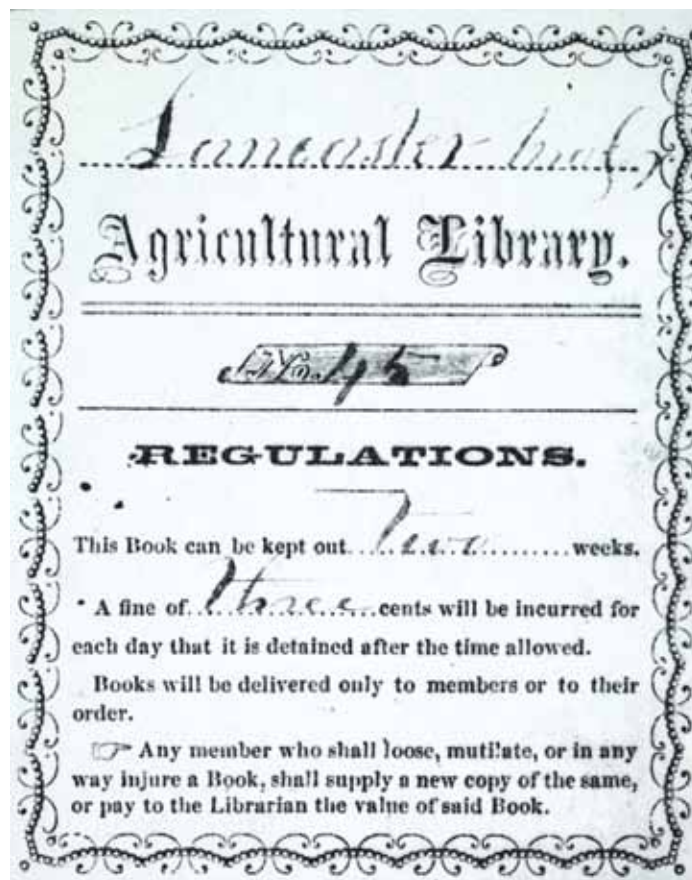 Lancaster
Agricultural Library.
No. 45
REGULATIONS.
This Book can be kept out....Two....weeks.
A fine of...three...cents will be incurred for
each day that it is detained after the time allowed.
Books will be delivered only to members or to their
order.
☞ Any member who shall loose, mutilate, or in any
way injure a Book, shall supply a new copy of the same,
or pay to the Librarian the value of said Book.